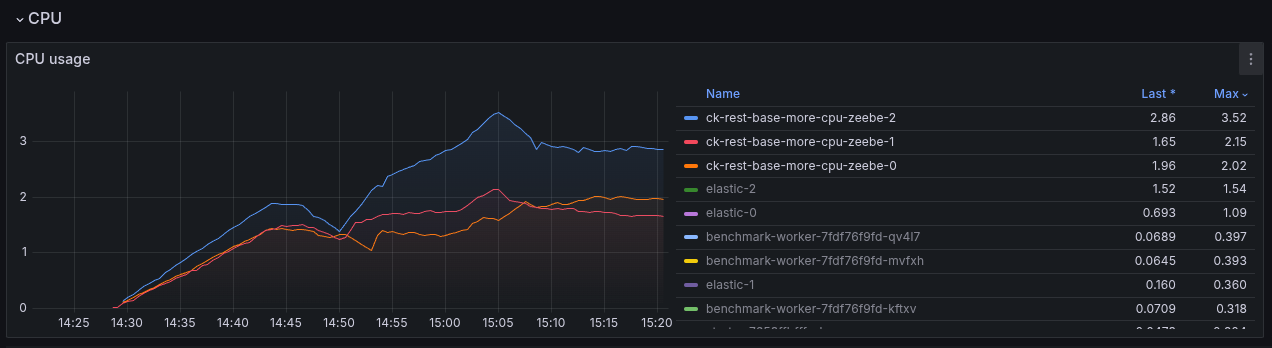 CPU
CPU usage
Name Last * Max
3
2
1
0
14:25 14:30 14:35 14:40 14:45 14:50 14:55 15:00 15:05 15:10 15:15 15:20
ck-rest-base-more-cpu-zeebe-2 2.86 3.52
ck-rest-base-more-cpu-zeebe-1 1.65 2.15
ck-rest-base-more-cpu-zeebe-0 1.96 2.02
elastic-2 1.52 1.54
elastic-0 0.693 1.09
benchmark-worker-7fdf76f9fd-qv4l7 0.0689 0.397
benchmark-worker-7fdf76f9fd-mvfxh 0.0645 0.393
elastic-1 0.160 0.360
benchmark-worker-7fdf76f9fd-kftxv 0.0709 0.318